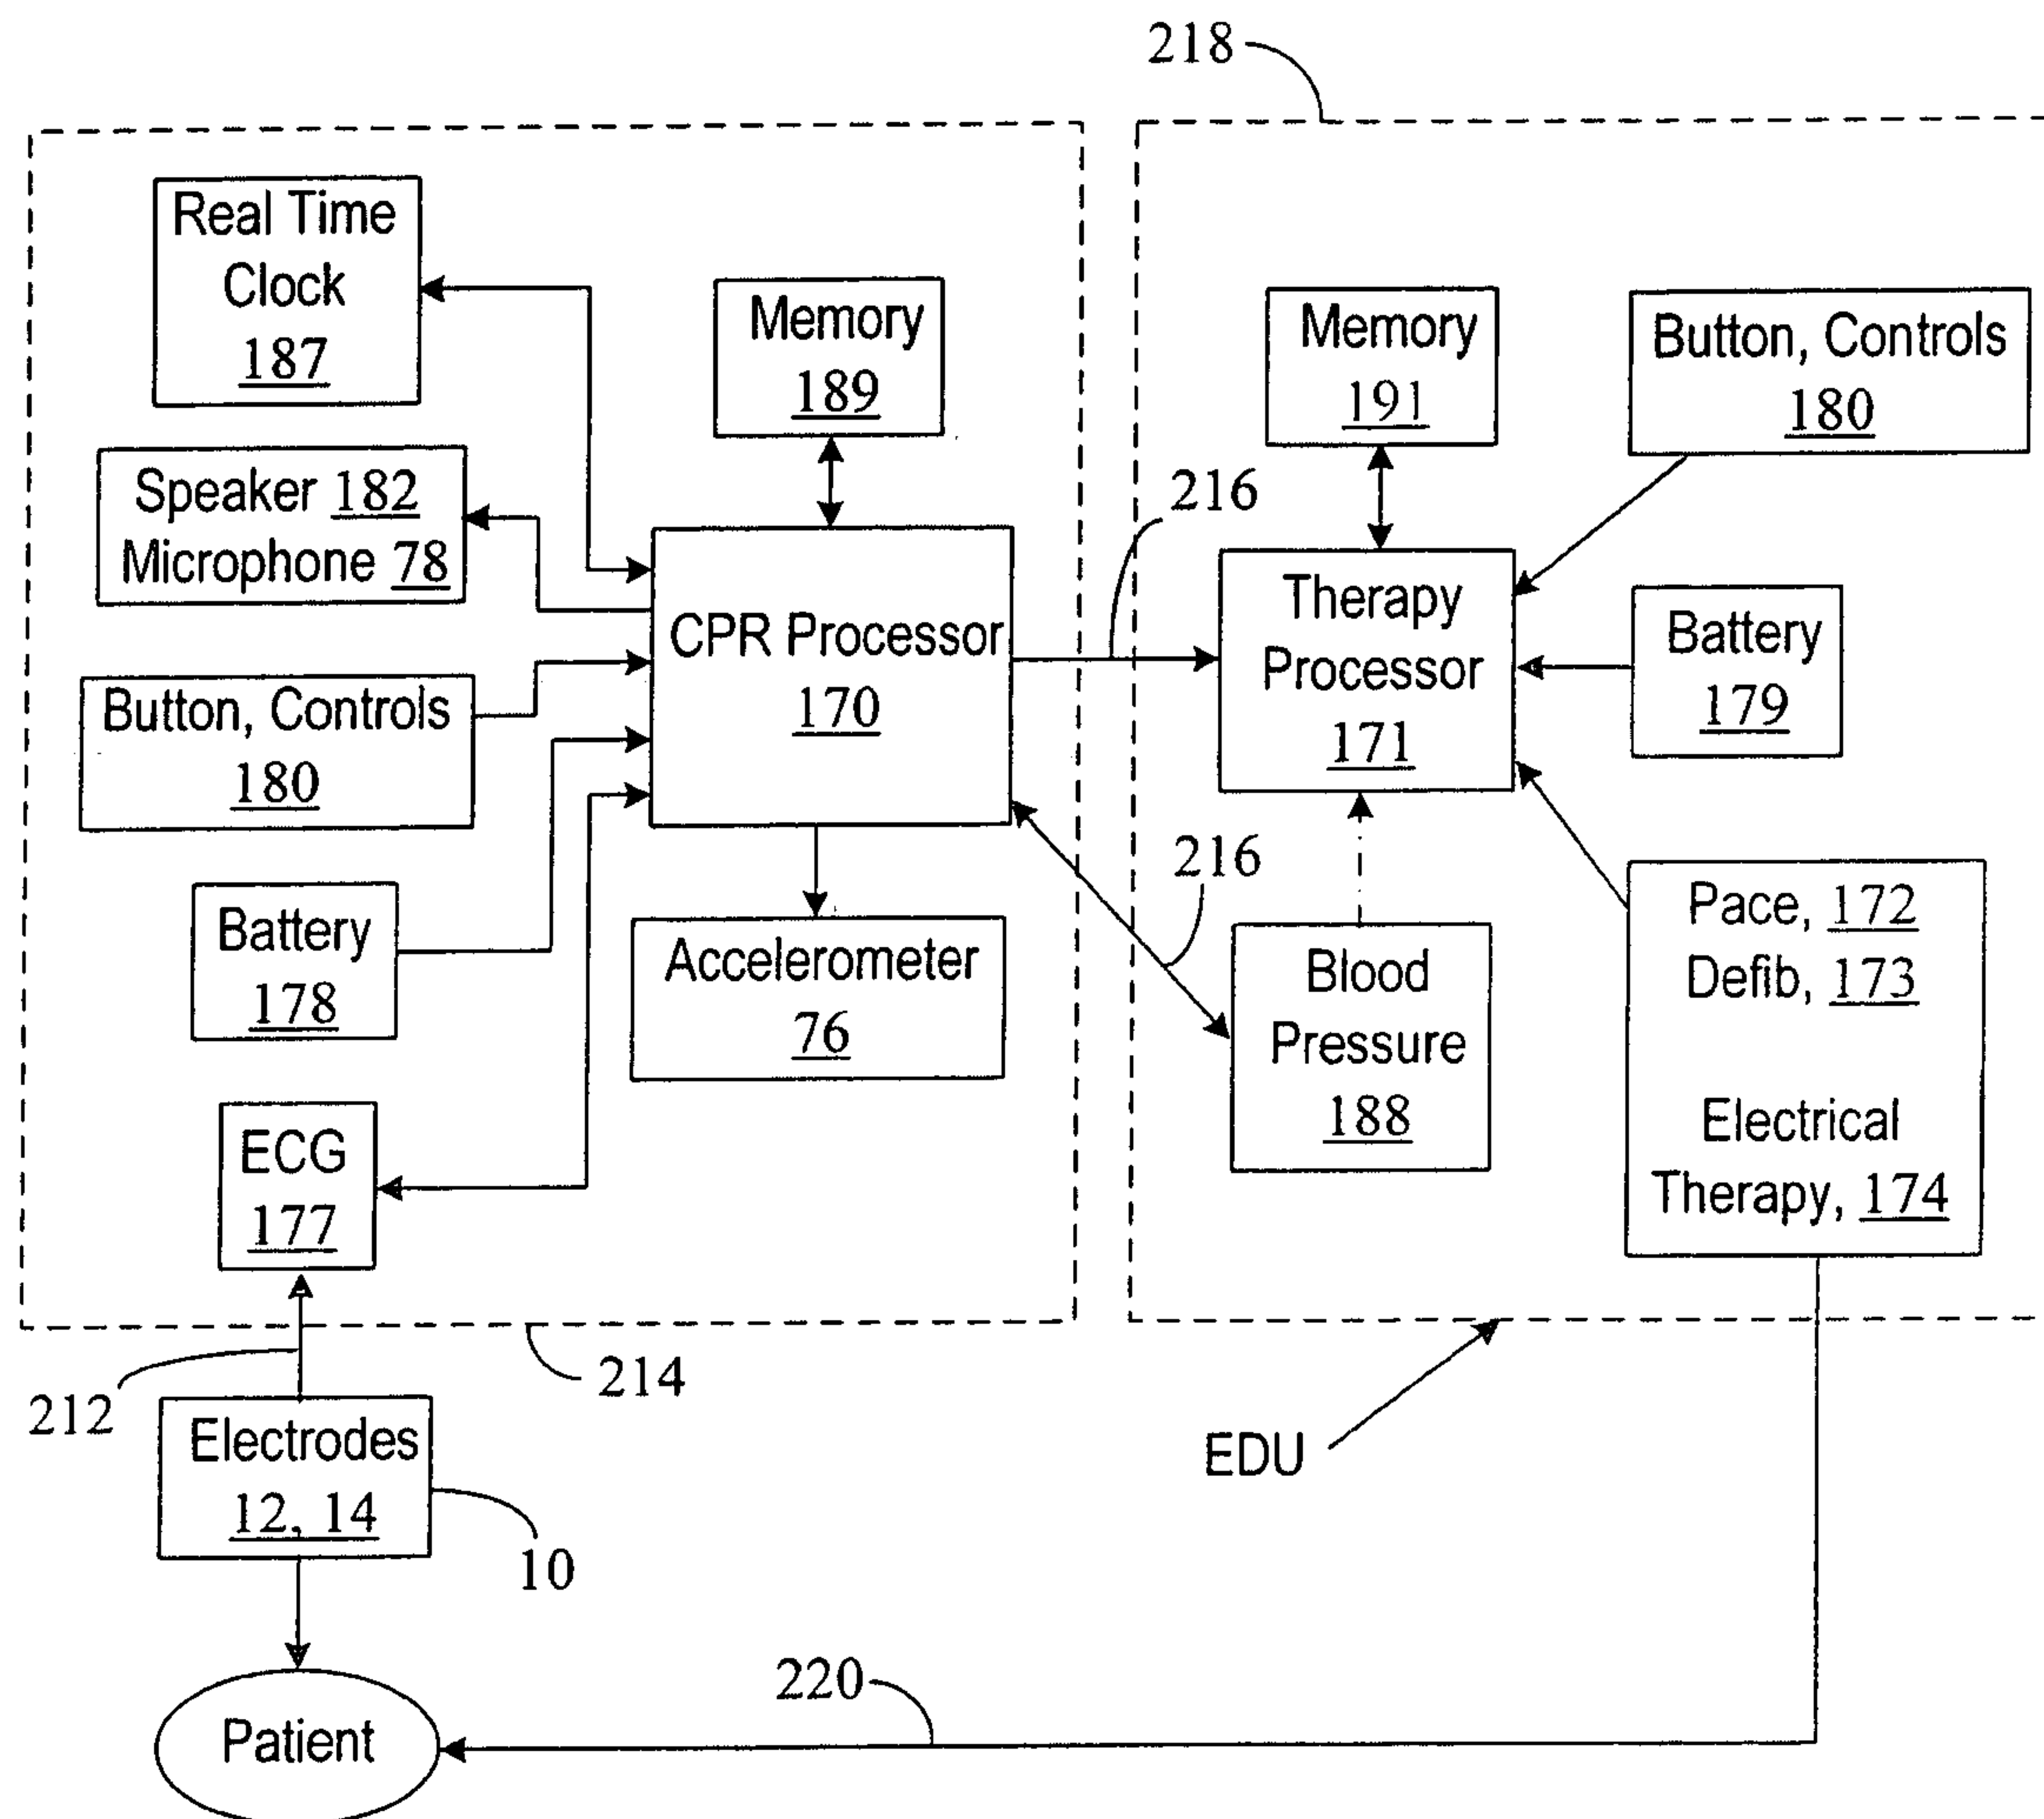 218
Real Time
Clock
187
Memory
189
Speaker 182
Microphone 78
CPR Processor
170
Button, Controls
180
Battery
178
Accelerometer
76
ECG
177
216
216
Memory
191
Button, Controls
180
Therapy
Processor
171
Battery
179
Blood
Pressure
188
Pace, 172
Defib, 173
Electrical
Therapy, 174
212
214
Electrodes
12, 14
10
EDU
220
Patient